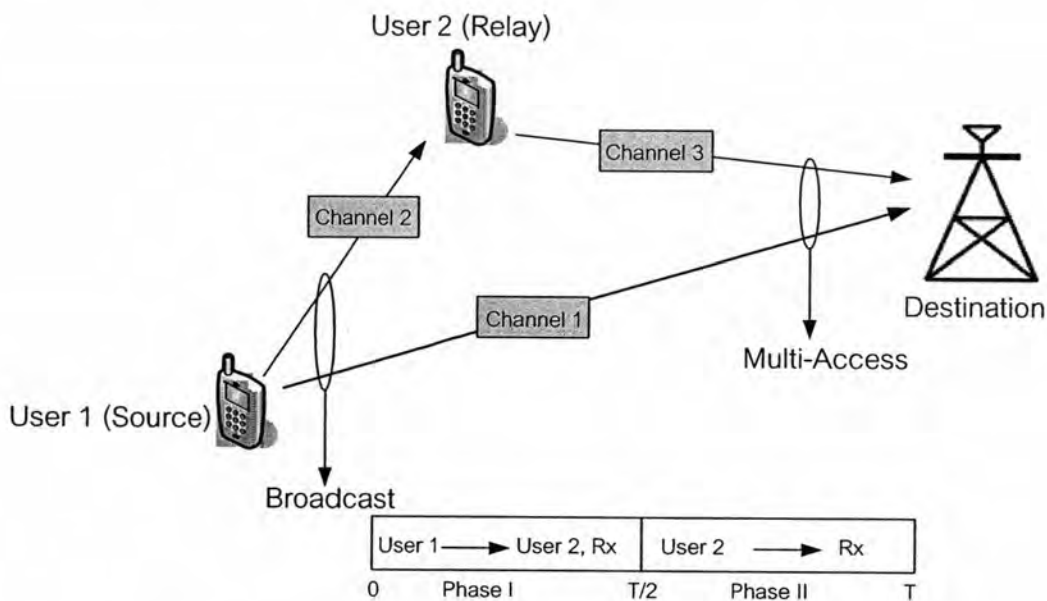 User 2 (Relay)
Channel 3
Channel 2
Channel 1
Destination
Multi-Access
User 1 (Source)
Broadcast
User 1 User 2, Rx User 2 Rx
0 Phase I T/2 Phase II T